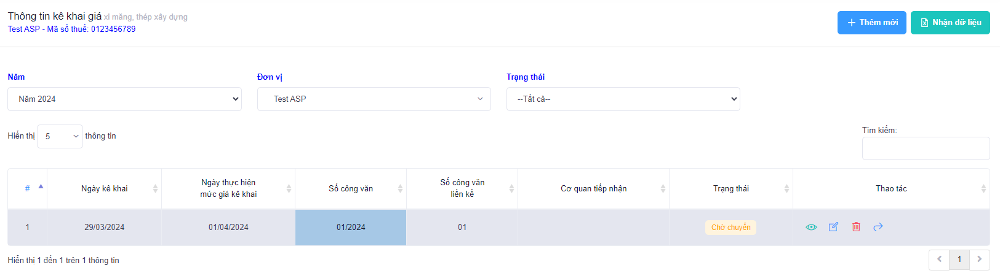 Thông tin kê khai giá xi măng, thép xây dựng
Test ASP - Mã số thuế: 0123456789
Thêm mới
Nhận dữ liệu
Năm
Đơn vị
Trạng thái
Năm 2024
Test ASP
--Tất cả--
Hiển thị 5 thông tin
Tìm kiếm:
# Ngày kê khai Ngày thực hiện mức giá kê khai Số công văn Số công văn liền kề Cơ quan tiếp nhận Trạng thái Thao tác
1 29/03/2024 01/04/2024 01/2024 01 Chờ chuyển
Hiển thị 1 đến 1 trên 1 thông tin
1